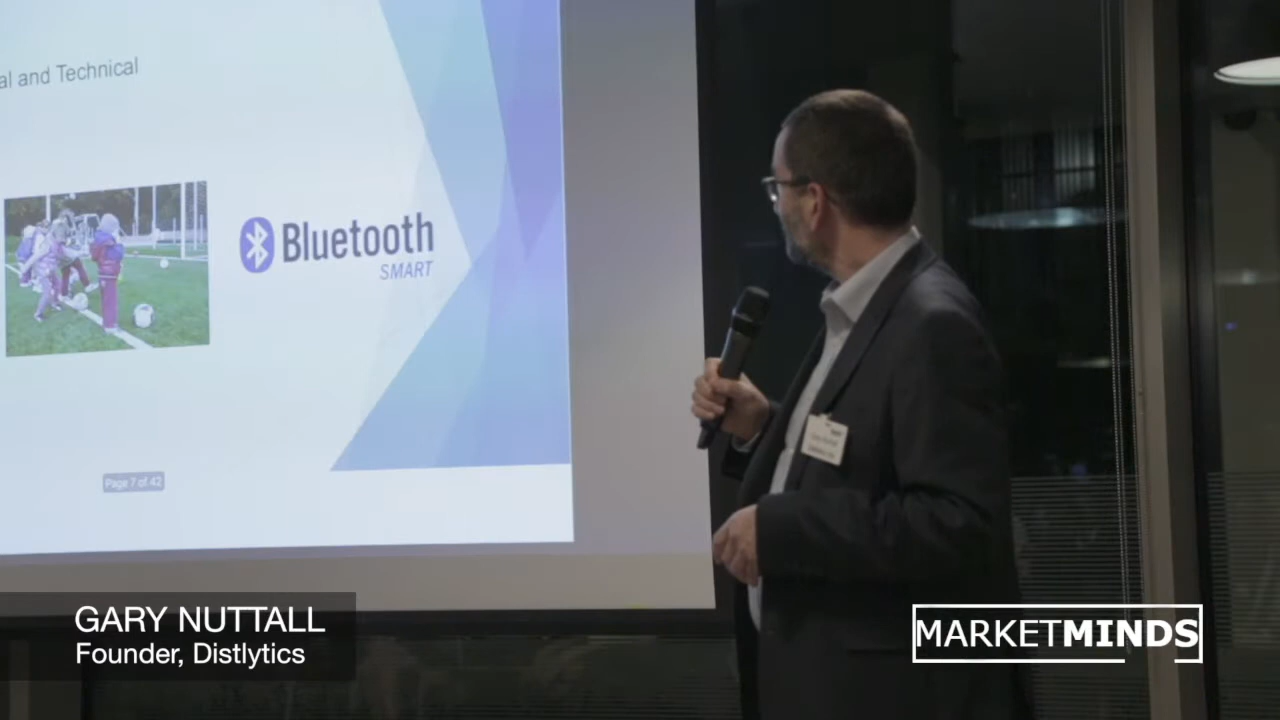 al and Technical
Bluetooth
SMART
Page 7 of 42
GARY NUTTALL
Founder, Distlytics
MARKETMINDS